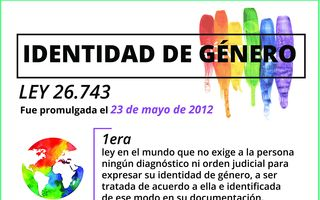 IDENTIDAD DE GÉNERO
LEY 26.743
Fue promulgada el 23 de mayo de 2012
1era
ley en el mundo que no exige a la persona
ningún diagnóstico ni orden judicial para
expresar su identidad de género, a ser
tratada de acuerdo a ella e identificada
de ese modo en su documentación.